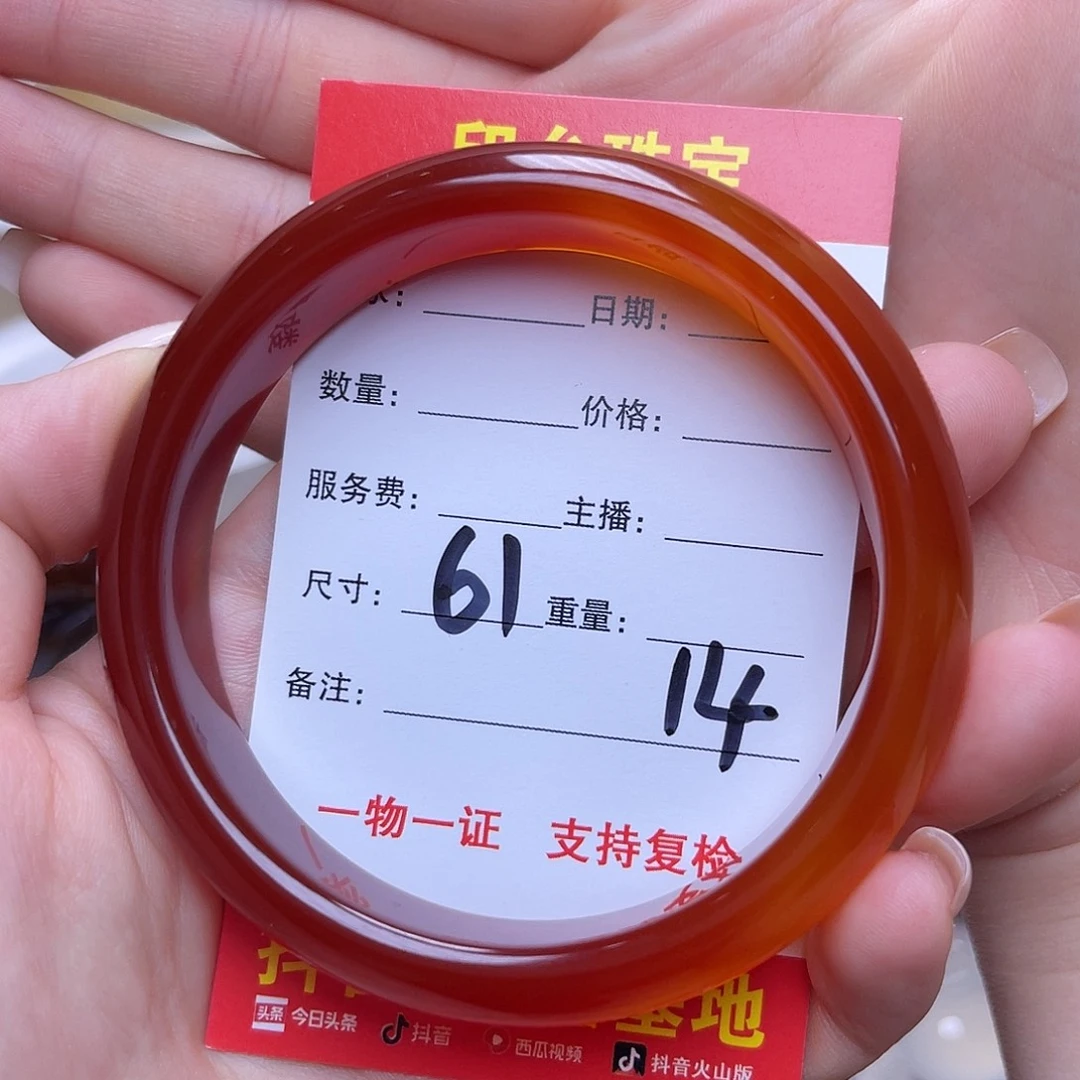 日期：
数量： 价格：
服务费： 主播：
尺寸： 61 重量：
14
备注：
一物一证 支持复检
基地
头条 今日头条 抖音 西瓜视频 抖音火山版